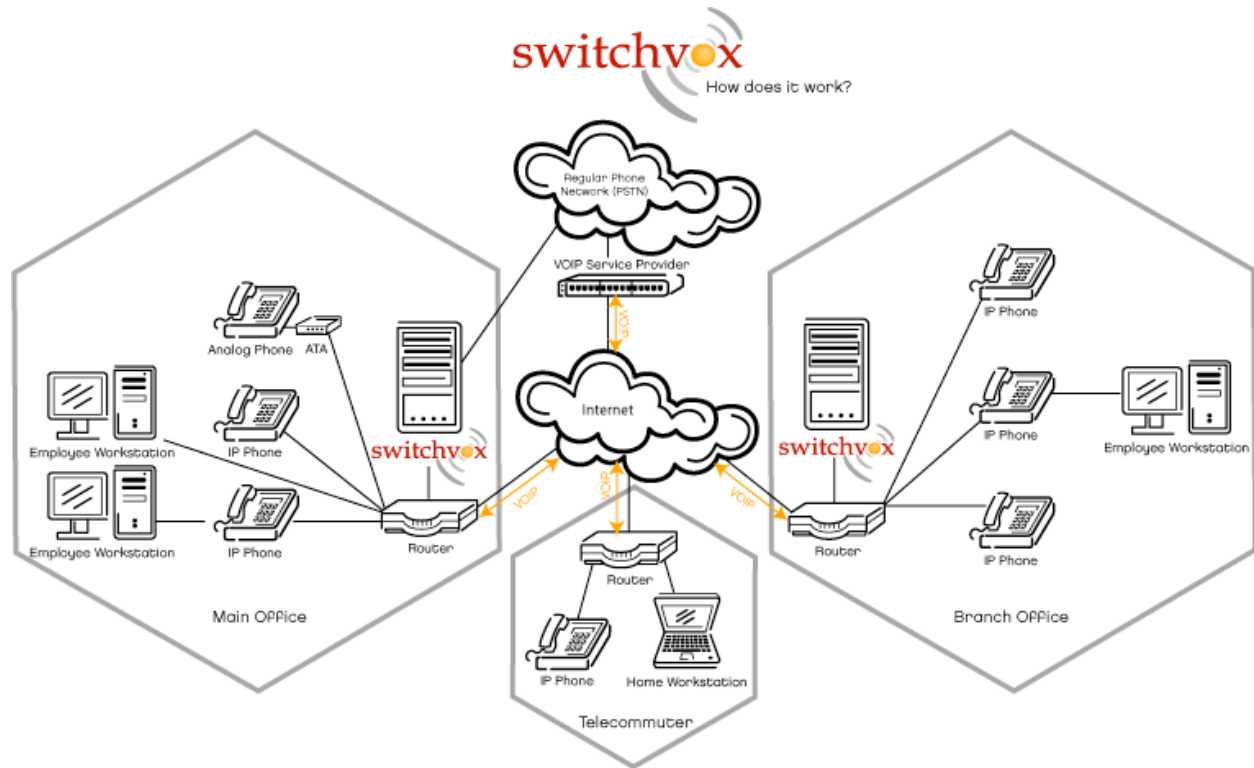 switchvox
How does it work?
Regular Phone
Network (PSTN)
VOIP Service Provider
VOIP
Internet
Analog Phone
ATA
Employee Workstation
IP Phone
switchvox
Employee Workstation
IP Phone
Router
VOIP
Main Office
VOIP
Router
IP Phone
Home Workstation
Telecommuter
VOIP
switchvox
Router
IP Phone
IP Phone
Employee Workstation
IP Phone
Branch Office